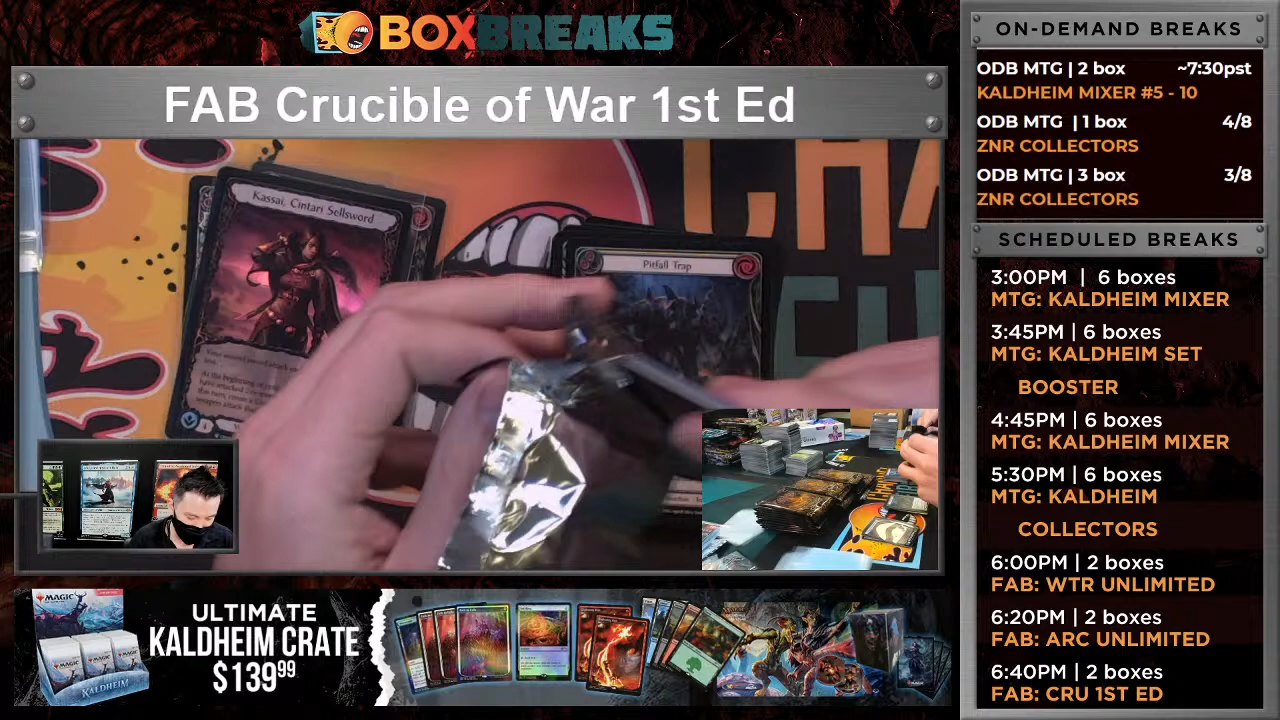 BOXBREAKS
FAB Crucible of War 1st Ed
Kassai, Cintari Sellsword
Pitfall Trap
ULTIMATE
KALDHEIM CRATE
$139⁹⁹
MAGIC
KALDHEIM
ON-DEMAND BREAKS
ODB MTG | 2 box ~7:30pst
KALDHEIM MIXER #5 - 10
ODB MTG | 1 box 4/8
ZNR COLLECTORS
ODB MTG | 3 box 3/8
ZNR COLLECTORS
SCHEDULED BREAKS
3:00PM | 6 boxes
MTG: KALDHEIM MIXER
3:45PM | 6 boxes
MTG: KALDHEIM SET
BOOSTER
4:45PM | 6 boxes
MTG: KALDHEIM MIXER
5:30PM | 6 boxes
MTG: KALDHEIM
COLLECTORS
6:00PM | 2 boxes
FAB: WTR UNLIMITED
6:20PM | 2 boxes
FAB: ARC UNLIMITED
6:40PM | 2 boxes
FAB: CRU 1ST ED